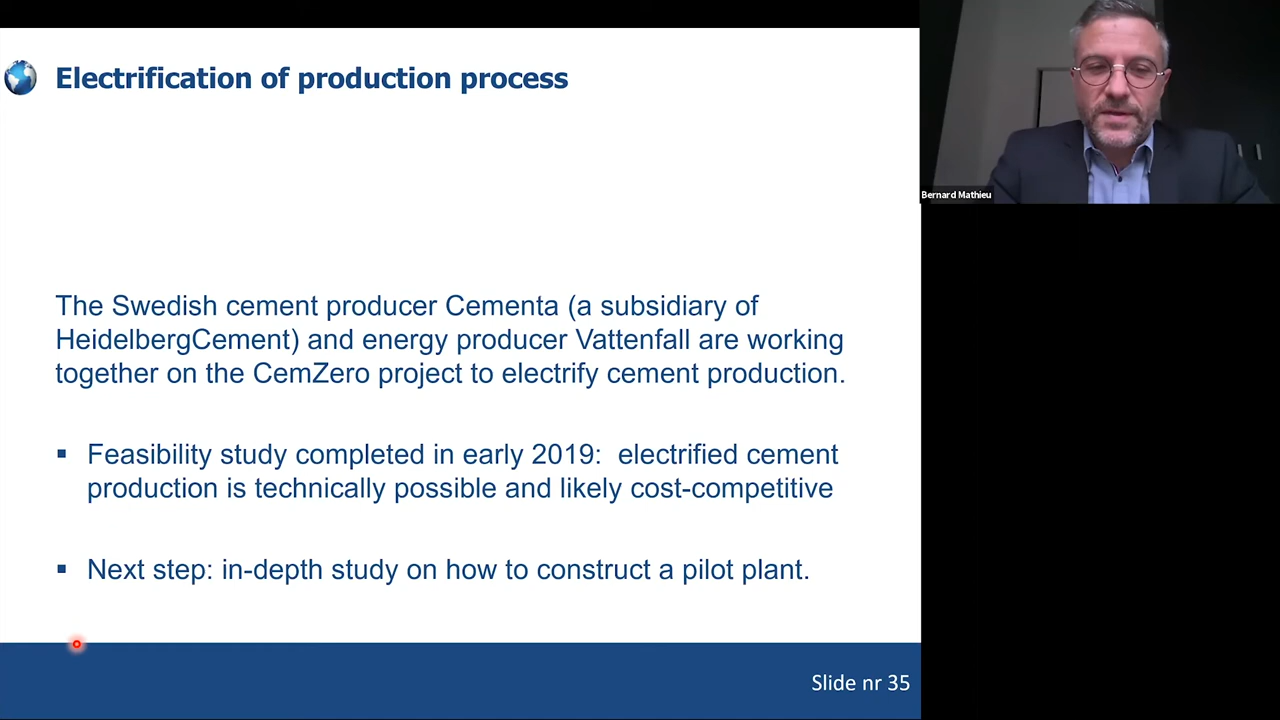 Electrification of production process
Bernard Mathieu
The Swedish cement producer Cementa (a subsidiary of
HeidelbergCement) and energy producer Vattenfall are working
together on the CemZero project to electrify cement production.
▪ Feasibility study completed in early 2019:  electrified cement
production is technically possible and likely cost-competitive
▪ Next step: in-depth study on how to construct a pilot plant.
Slide nr 35